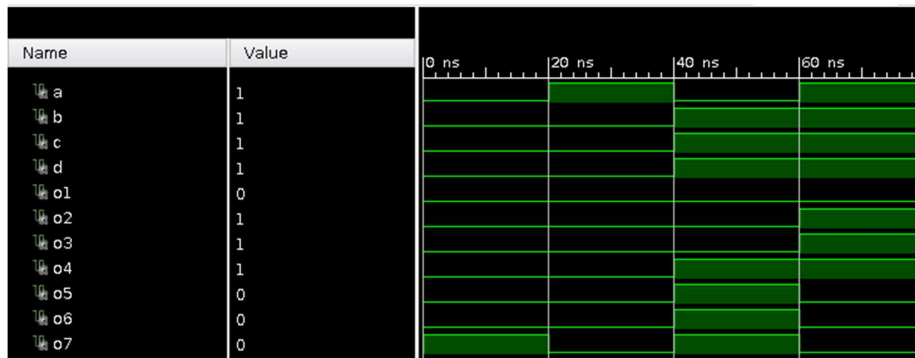 Name Value
0 ns 20 ns 40 ns 60 ns
a 1
b 1
c 1
d 1
o1 0
o2 1
o3 1
o4 1
o5 0
o6 0
o7 0